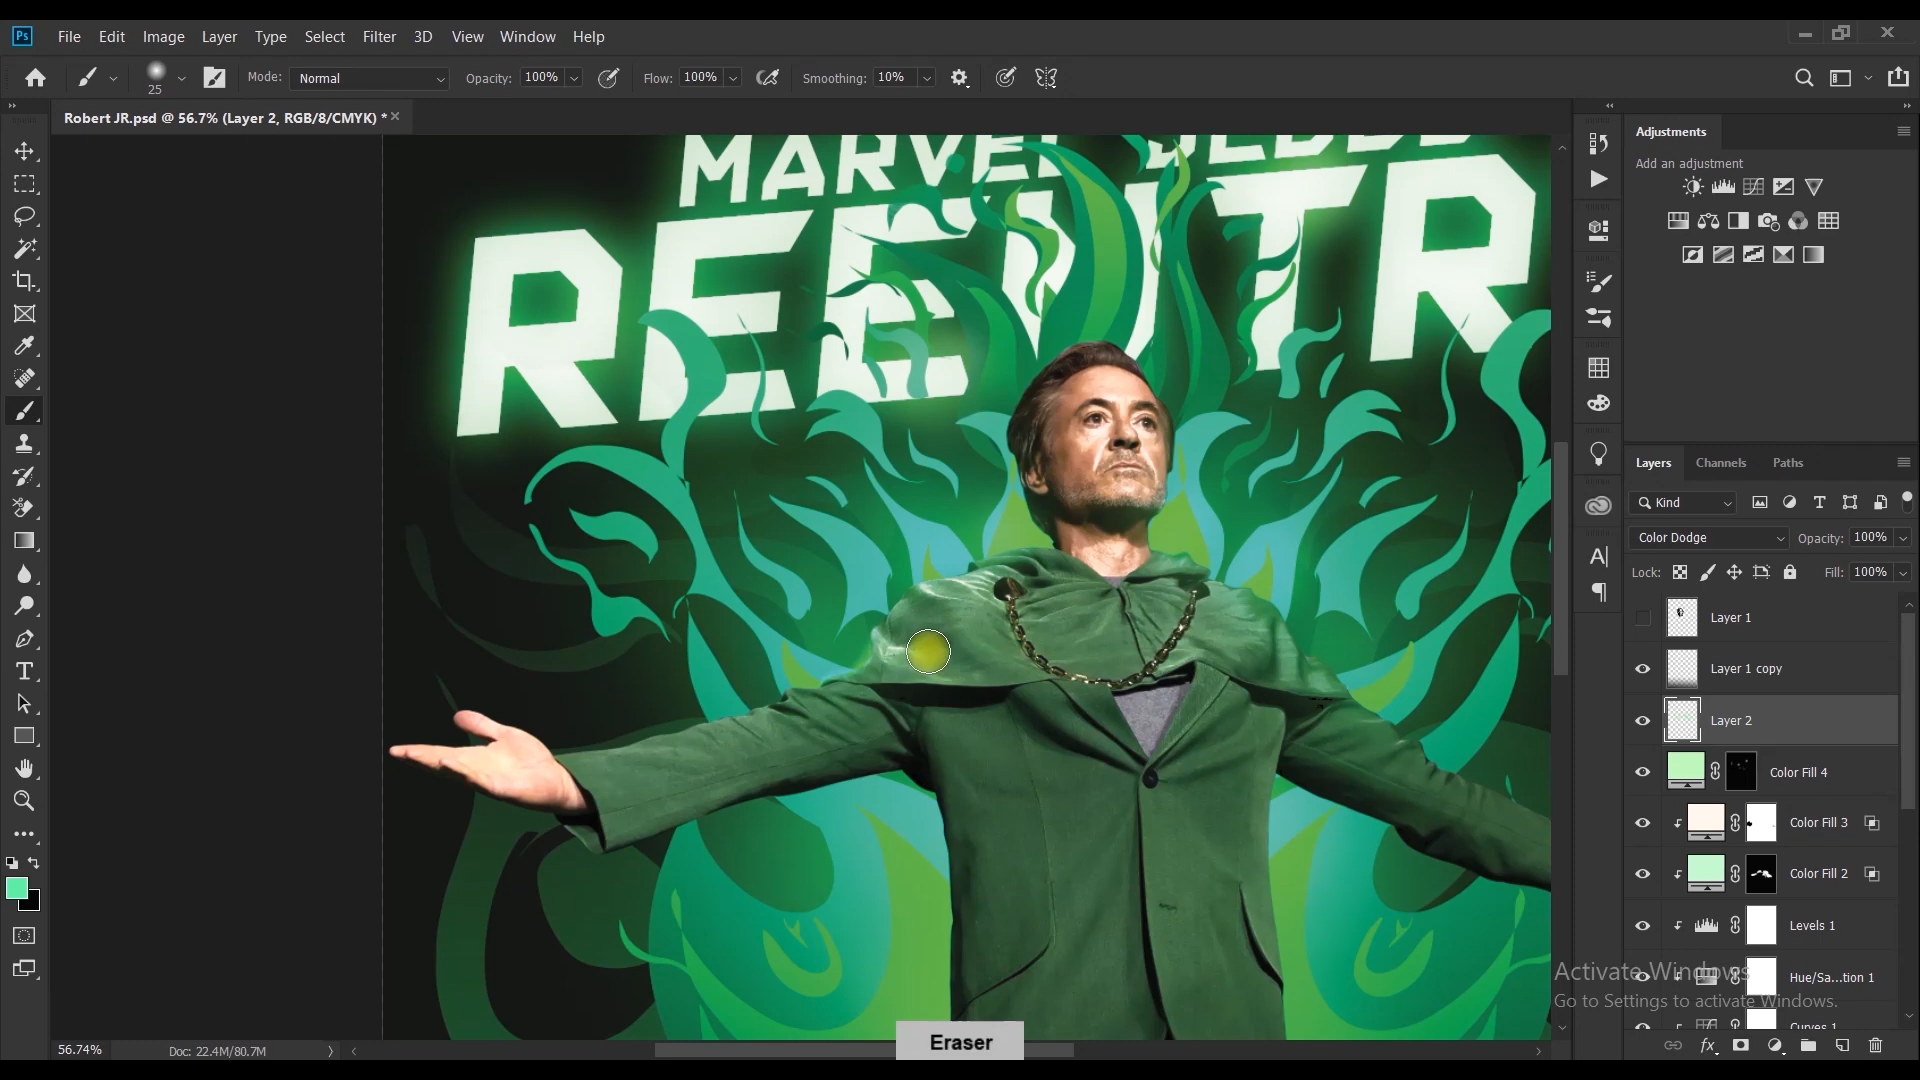 Ps File Edit Image Layer Type Select Filter 3D View Window Help
25 Mode: Normal Opacity: 100% Flow: 100% Smoothing: 10%
Robert JR.psd @ 56.7% (Layer 2, RGB/8/CMYK) *
Adjustments
Add an adjustment
MARVEL
RE
TR
Layers Channels Paths
Kind
Color Dodge Opacity: 100%
Lock: Fill: 100%
Layer 1
Layer 1 copy
Layer 2
Color Fill 4
Color Fill 3
Color Fill 2
Levels 1
Hue/Sa...tion 1
Curves 1
Activate Windows
Go to Settings to activate Windows.
Eraser
56.74% Doc: 22.4M/80.7M